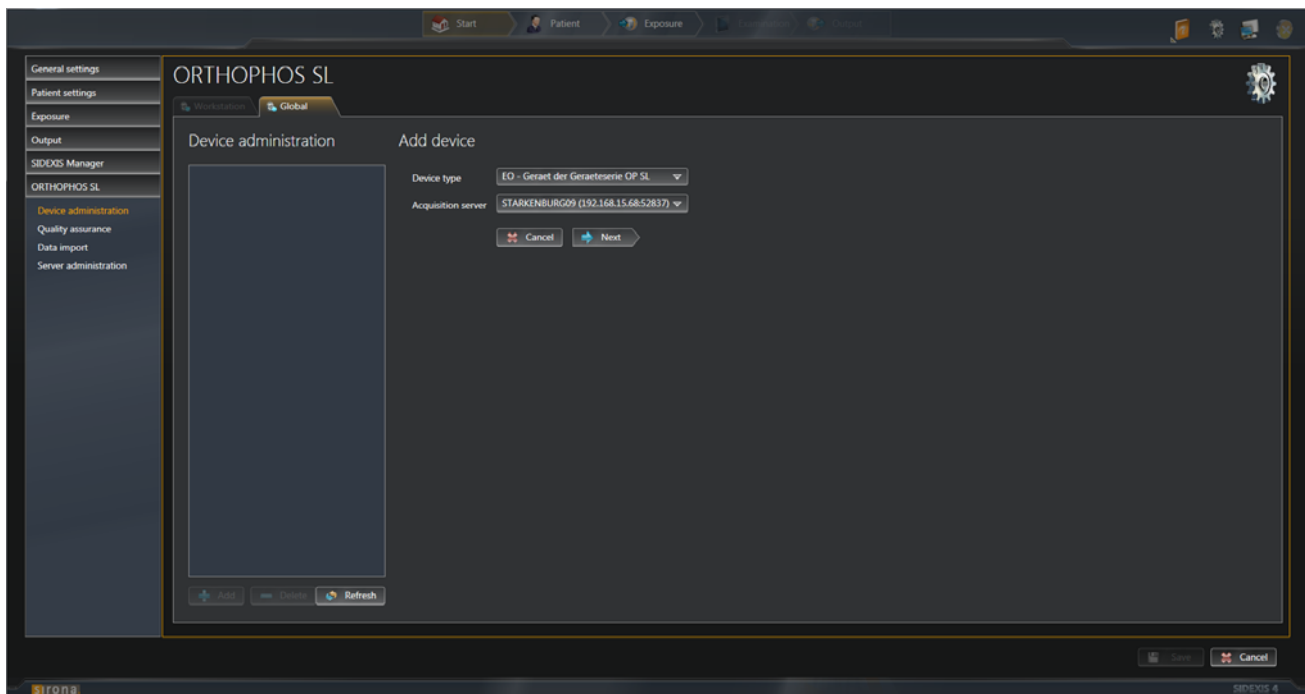 Start Patient Exposure Examination Output
General settings
Patient settings
Exposure
Output
SIDEXIS Manager
ORTHOPHOS SL
Device administration
Quality assurance
Data import
Server administration
ORTHOPHOS SL
Workstation Global
Device administration
Add Delete Refresh
Add device
Device type EO - Geraet der Geraeteserie OP SL
Acquisition server STARKENBURG09 (192.168.15.68:52837)
Cancel Next
Save Cancel
sirona SIDEXIS 4